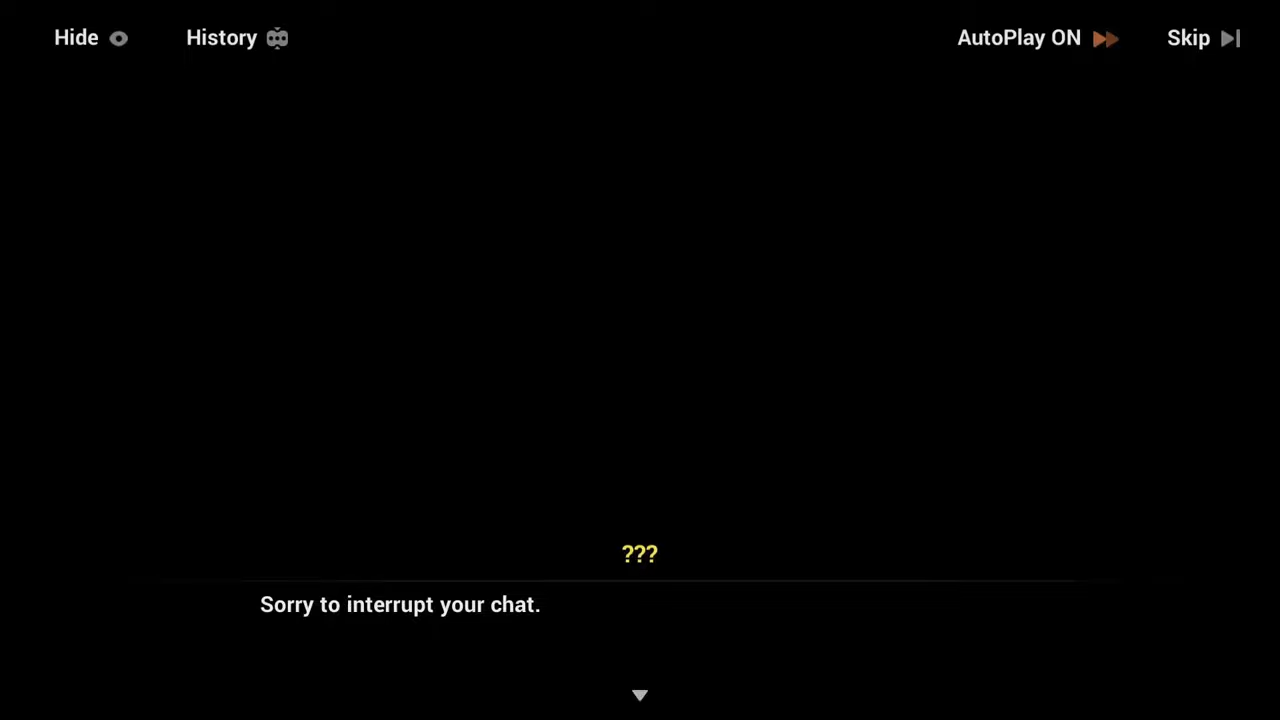 Hide
History
AutoPlay ON
Skip
???
Sorry to interrupt your chat.